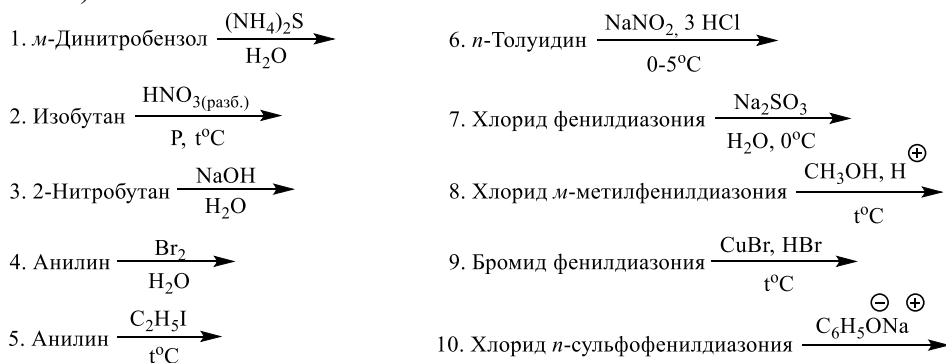 1. м-Динитробензол (NH₄)₂S H₂O
2. Изобутан HNO₃(разб.) P, t°C
3. 2-Нитробутан NaOH H₂O
4. Анилин Br₂ H₂O
5. Анилин C₂H₅I t°C
6. п-Толуидин NaNO₂, 3 HCl 0-5°C
7. Хлорид фенилдиазония Na₂SO₃ H₂O, 0°C
8. Хлорид м-метилфенилдиазония CH₃OH, H⊕ t°C
9. Бромид фенилдиазония CuBr, HBr t°C
10. Хлорид п-сульфофенилдиазония C₆H₅O⊖Na⊕